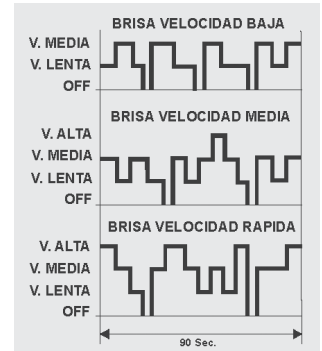 BRISA VELOCIDAD BAJA
V. MEDIA
V. LENTA
OFF
BRISA VELOCIDAD MEDIA
V. ALTA
V. MEDIA
V. LENTA
OFF
BRISA VELOCIDAD RAPIDA
V. ALTA
V. MEDIA
V. LENTA
OFF
90 Sec.